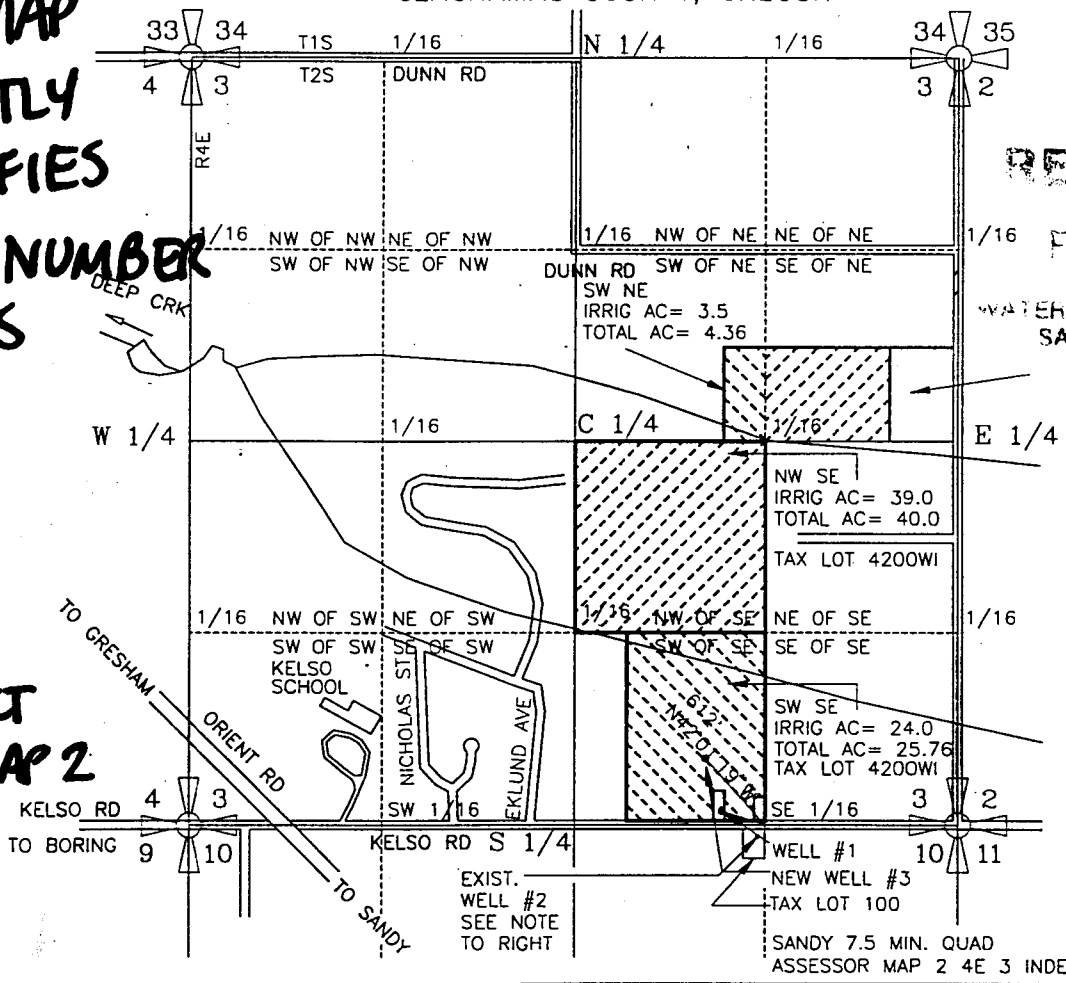 MAP
33 34
T1S 1/16
N 1/4
1/16
34 35
4 3
T2S DUNN RD
3 2
R4E
1/16 NW OF NW NE OF NW
SW OF NW SE OF NW
1/16 NW OF NE NE OF NE
SW OF NE SE OF NE
1/16
NUMBER
DEEP CRK
DUNN RD
SW NE
IRRIG AC= 3.5
TOTAL AC= 4.36
WATER
SA
W 1/4
1/16
C 1/4
1/16
E 1/4
NW SE
IRRIG AC= 39.0
TOTAL AC= 40.0
TAX LOT 4200WI
1/16 NW OF SW NE OF SW
SW OF SW SE OF SW
1/16 NW OF SE NE OF SE
SW OF SE SE OF SE
1/16
KELSO
SCHOOL
NICHOLAS ST
EKLUND AVE
TO GRESHAM
ORIENT RD
TO SANDY
612'
SW SE
IRRIG AC= 24.0
TOTAL AC= 25.76
TAX LOT 4200WI
MAP 2
KELSO RD
4 3
SW 1/16
SE 1/16
3 2
TO BORING
9 10
KELSO RD
S 1/4
10 11
WELL #1
NEW WELL #3
TAX LOT 100
EXIST.
WELL #2
SEE NOTE
TO RIGHT
SANDY 7.5 MIN. QUAD
ASSESSOR MAP 2 4E 3 INDE